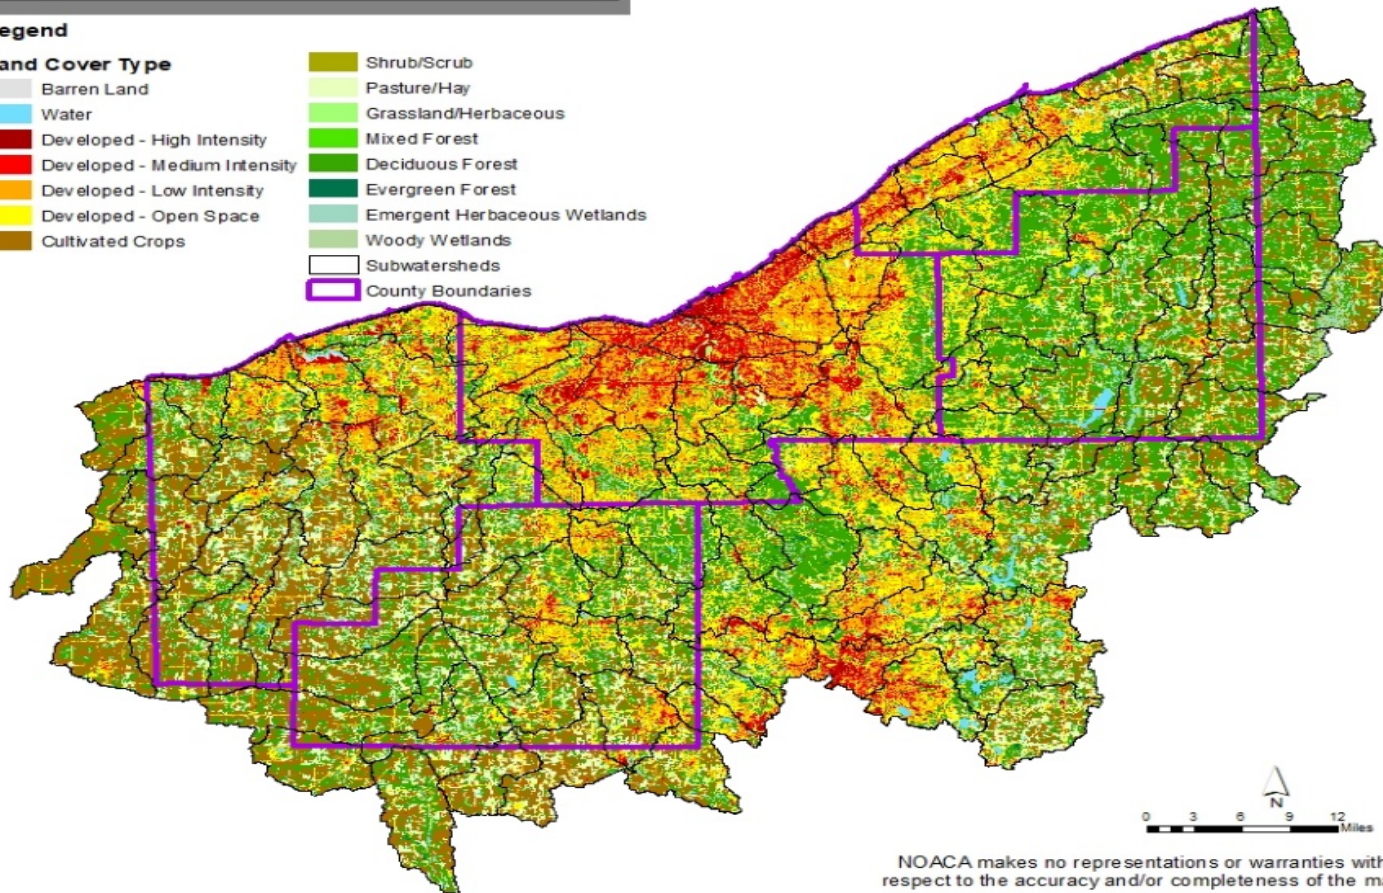 egend
and Cover Type
Barren Land
Water
Developed - High Intensity
Developed - Medium Intensity
Developed - Low Intensity
Developed - Open Space
Cultivated Crops
Shrub/Scrub
Pasture/Hay
Grassland/Herbaceous
Mixed Forest
Deciduous Forest
Evergreen Forest
Emergent Herbaceous Wetlands
Woody Wetlands
Subwatersheds
County Boundaries
N
0 3 6 9 12
Miles
NOACA makes no representations or warranties with
respect to the accuracy and/or completeness of the ma